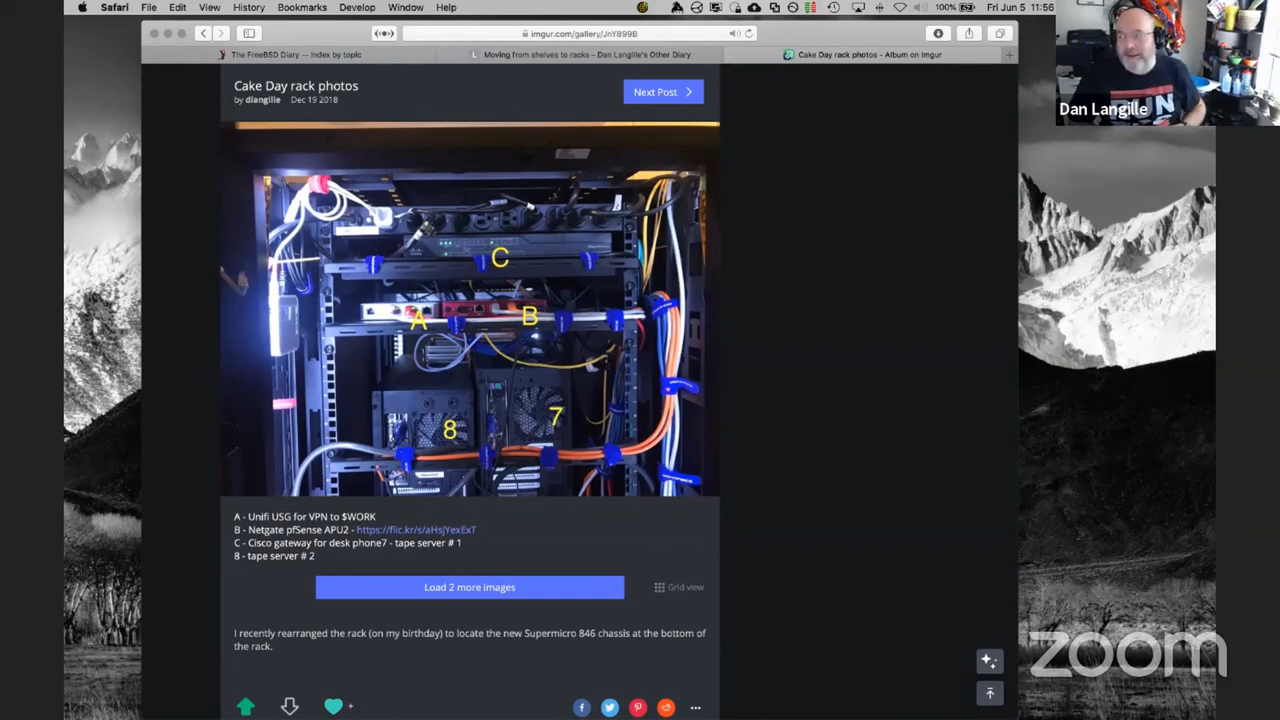 Safari File Edit View History Bookmarks Develop Window Help 100% Fri Jun 5 11:56
imgur.com/gallery/JnY899B
The FreeBSD Diary -- Index by topic
Moving from shelves to racks – Dan Langille's Other Diary
Cake Day rack photos - Album on Imgur
Dan Langille
Cake Day rack photos
by dlangille Dec 19 2018
Next Post
C
A
B
8
7
A - Unifi USG for VPN to $WORK
B - Netgate pfSense APU2 - https://flic.kr/s/aHsjYexExT
C - Cisco gateway for desk phone7 - tape server # 1
8 - tape server # 2
Load 2 more images
Grid view
I recently rearranged the rack (on my birthday) to locate the new Supermicro 846 chassis at the bottom of
the rack.
zoom